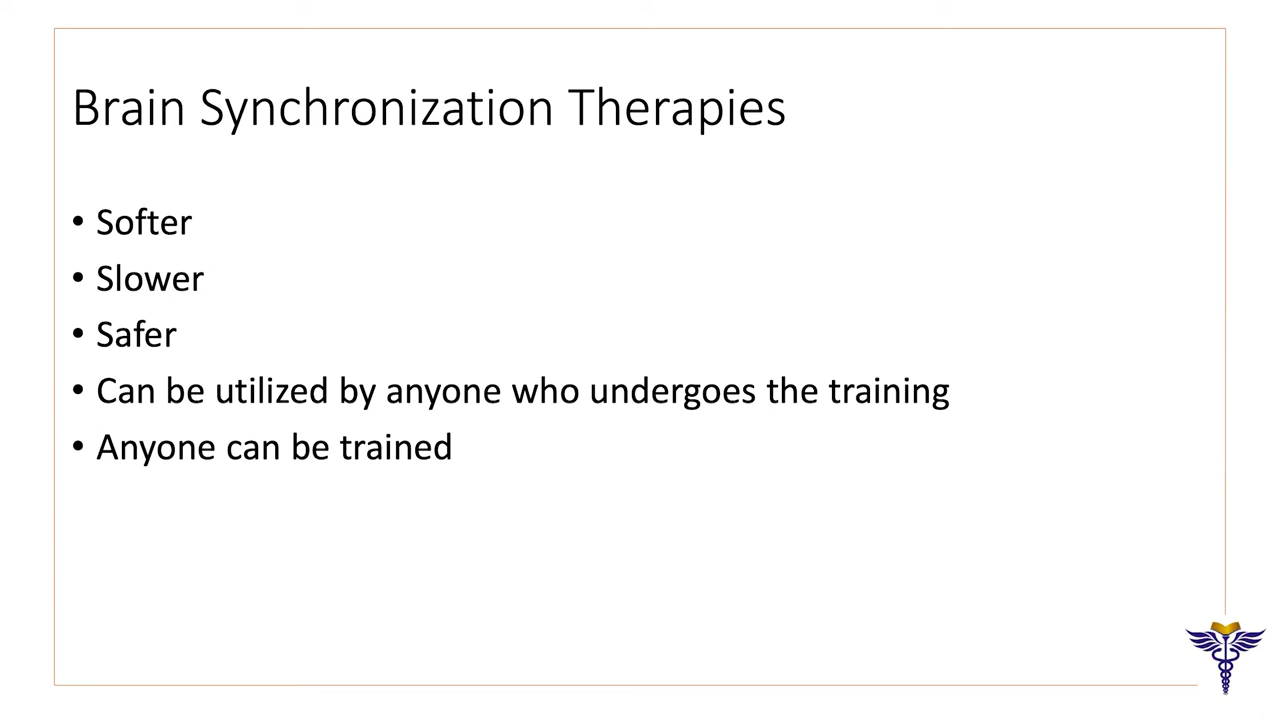 Brain Synchronization Therapies
• Softer
• Slower
• Safer
• Can be utilized by anyone who undergoes the training
• Anyone can be trained